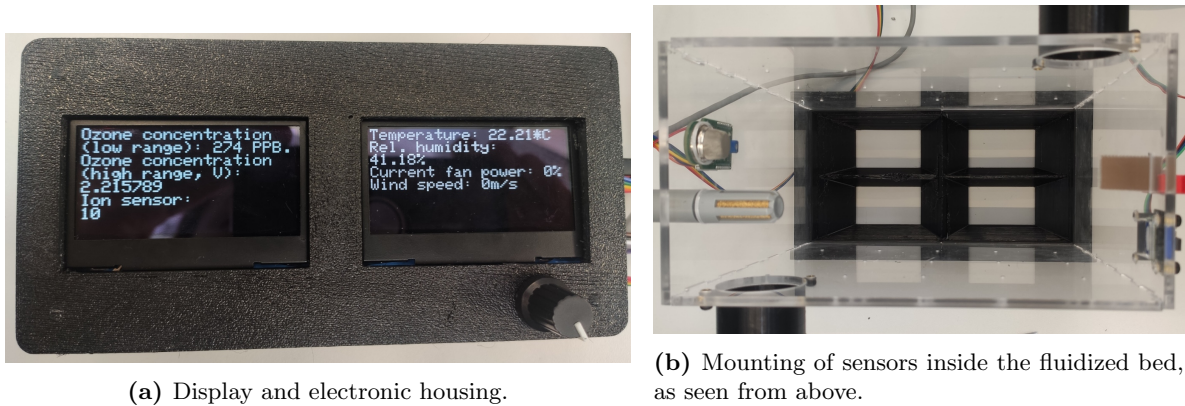 Ozone concentration
(low range): 274 PPB.
Ozone concentration
(high range, V):
2.215789
Ion sensor:
10
Temperature: 22.21*C
Rel. humidity:
41.18%
Current fan power: 0%
Wind speed: 0m/s
(a) Display and electronic housing.
(b) Mounting of sensors inside the fluidized bed,
as seen from above.